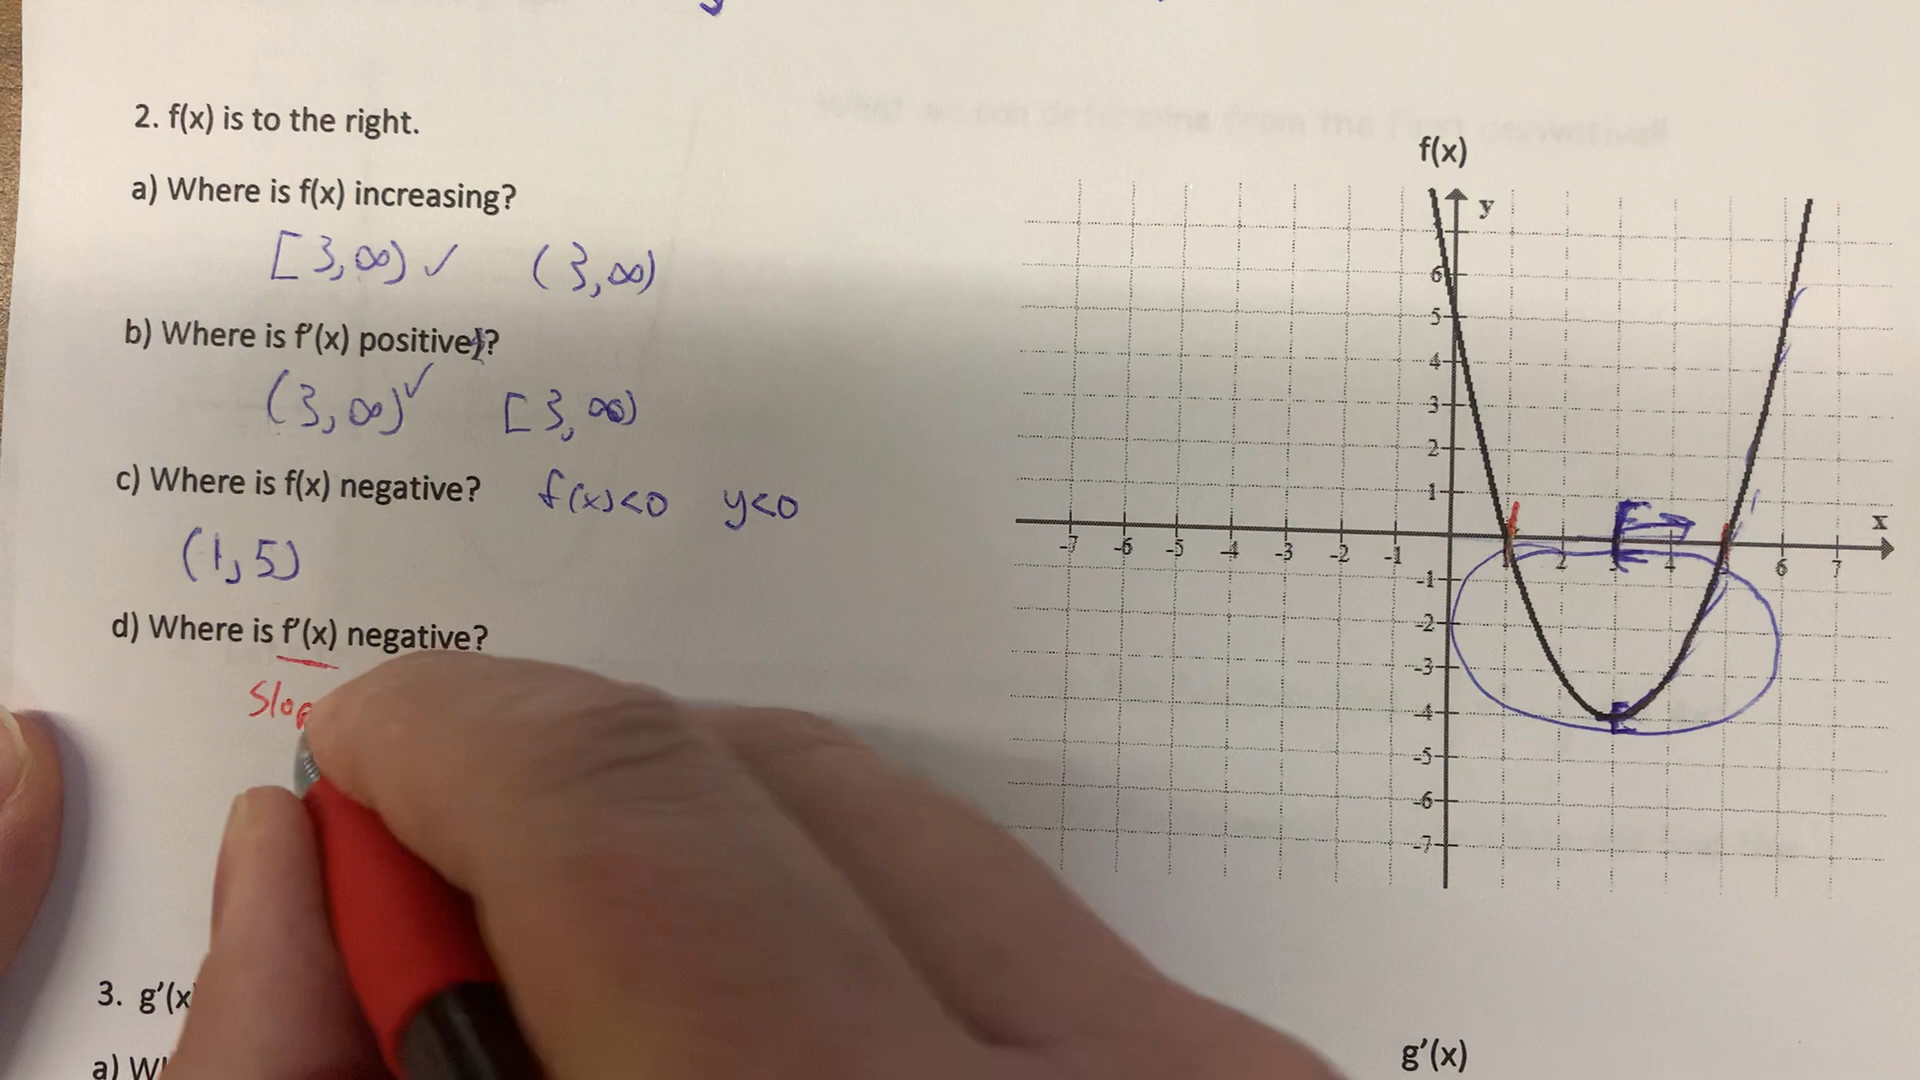 2. f(x) is to the right.
a) Where is f(x) increasing?
[3,∞) ✓ (3,∞)
b) Where is f'(x) positive?
(3,∞) ✓ [3,∞)
c) Where is f(x) negative? f(x)<0 y<0
(1,5)
d) Where is f'(x) negative?
Slop
3. g'(x
a) W
f(x)
y
6
5
4
3
2
1
x
-7 -6 -5 -4 -3 -2 -1 2 4 6 7
-1
-2
-3
-4
-5
-6
-7
g'(x)